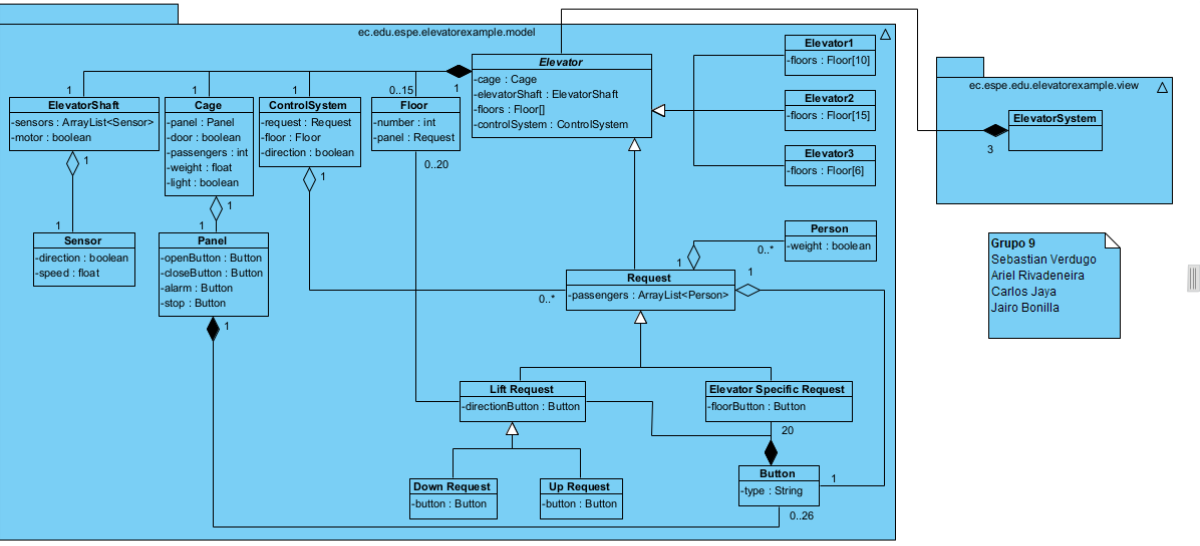 ec.edu.espe.elevatorexample.model
Elevator
-cage : Cage
-elevatorShaft : ElevatorShaft
-floors : Floor[]
-controlSystem : ControlSystem
1
Elevator1
-floors : Floor[10]
Elevator2
-floors : Floor[15]
Elevator3
-floors : Floor[6]
ec.espe.edu.elevatorexample.view
ElevatorSystem
3
1
ElevatorShaft
-sensors : ArrayList<Sensor>
-motor : boolean
1
1
Cage
-panel : Panel
-door : boolean
-passengers : int
-weight : float
-light : boolean
1
1
ControlSystem
-request : Request
-floor : Floor
-direction : boolean
1
0..15
Floor
-number : int
-panel : Request
0..20
1
Sensor
-direction : boolean
-speed : float
1
Panel
-openButton : Button
-closeButton : Button
-alarm : Button
-stop : Button
1
Person
-weight : boolean
0..*
1
Request
-passengers : ArrayList<Person>
0..*
1
Grupo 9
Sebastian Verdugo
Ariel Rivadeneira
Carlos Jaya
Jairo Bonilla
Lift Request
-directionButton : Button
Elevator Specific Request
-floorButton : Button
20
Down Request
-button : Button
Up Request
-button : Button
Button
-type : String
1
0..26